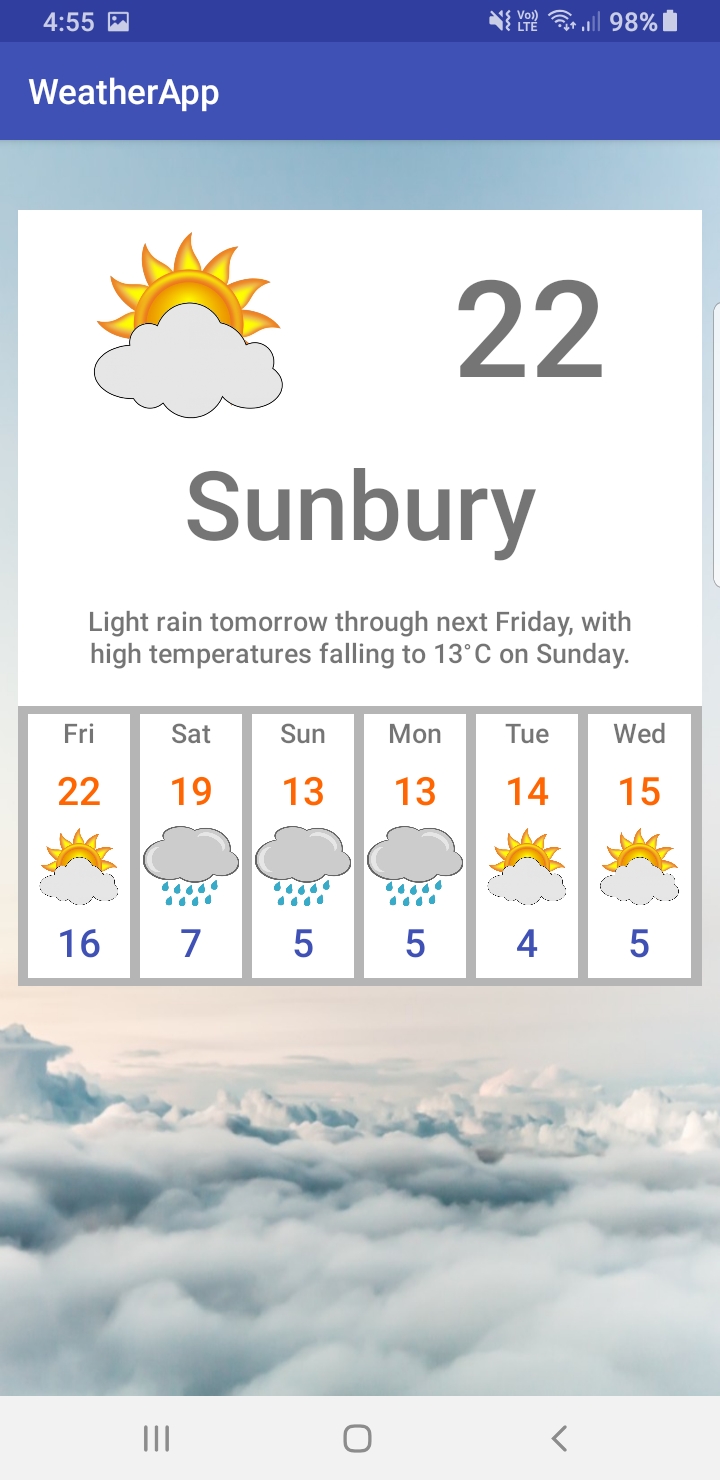 4:55 Vo) LTE 98%
WeatherApp
22
Sunbury
Light rain tomorrow through next Friday, with
high temperatures falling to 13°C on Sunday.
Fri Sat Sun Mon Tue Wed
22 19 13 13 14 15
16 7 5 5 4 5